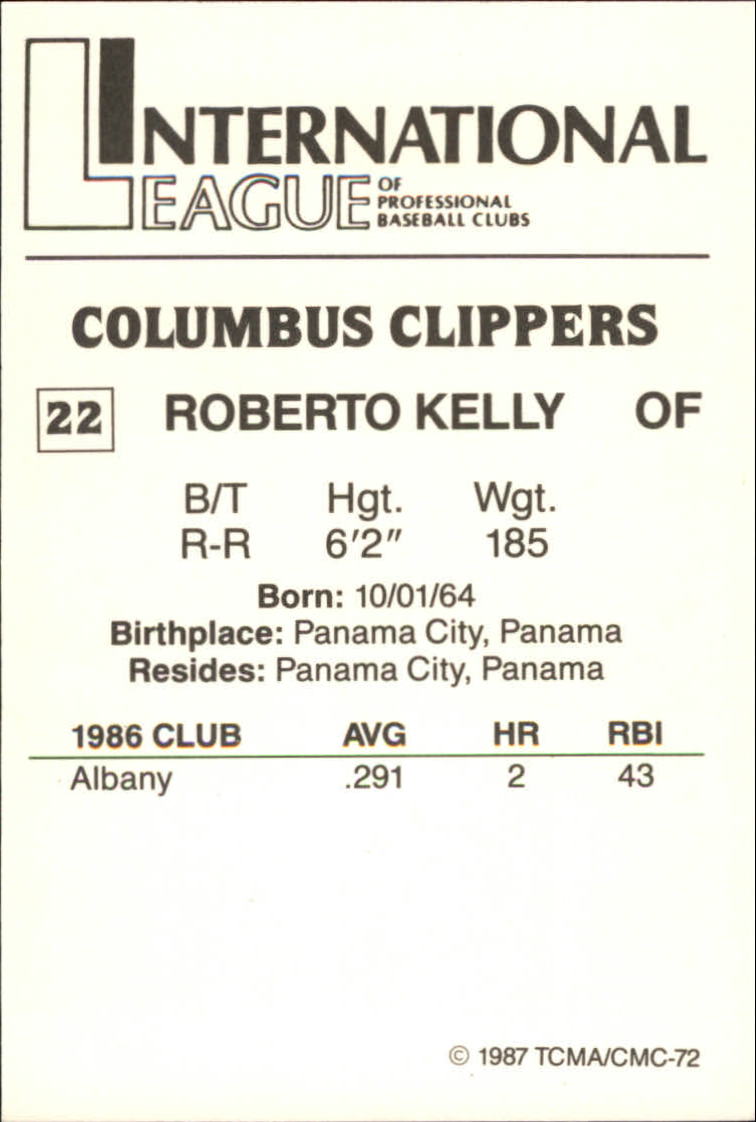 INTERNATIONAL
LEAGUE OF
PROFESSIONAL
BASEBALL CLUBS
COLUMBUS CLIPPERS
22 ROBERTO KELLY OF
B/T Hgt. Wgt.
R-R 6'2" 185
Born: 10/01/64
Birthplace: Panama City, Panama
Resides: Panama City, Panama
1986 CLUB AVG HR RBI
Albany .291 2 43
© 1987 TCMA/CMC-72